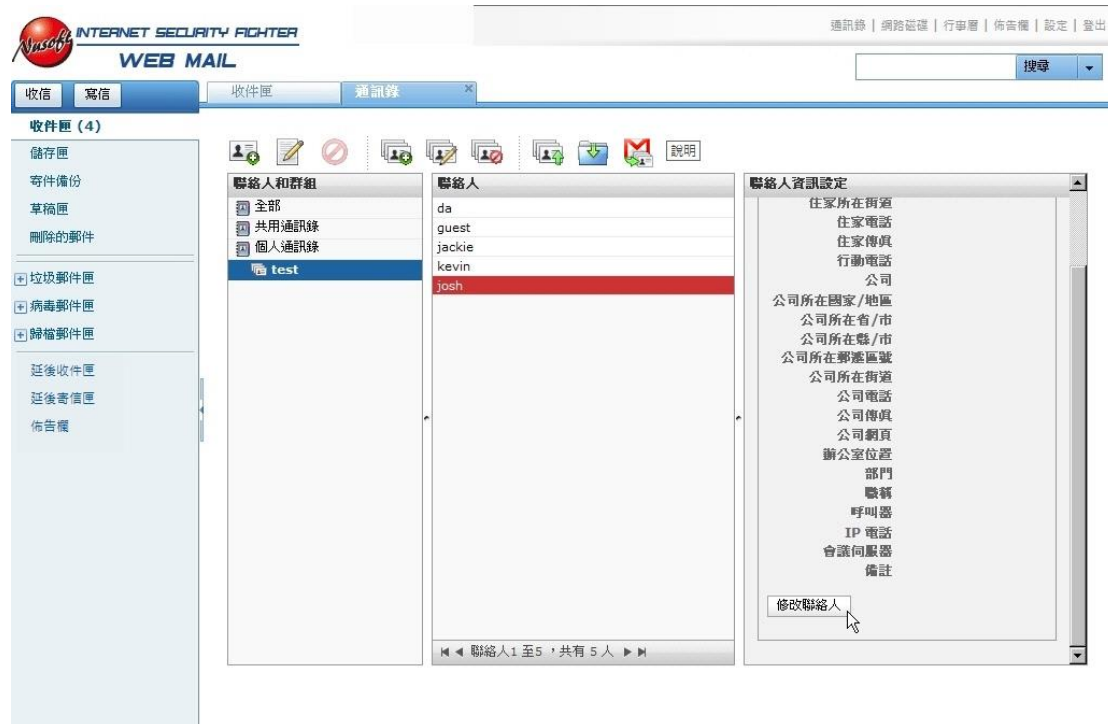 Nusoft
INTERNET SECURITY FIGHTER
WEB MAIL
通訊錄 | 網路磁碟 | 行事曆 | 佈告欄 | 設定 | 登出
搜尋
收信 寫信
收件匣 通訊錄
收件匣 (4)
儲存匣
寄件備份
草稿匣
刪除的郵件
垃圾郵件匣
病毒郵件匣
歸檔郵件匣
延後收件匣
延後寄信匣
佈告欄
說明
聯絡人和群組
全部
共用通訊錄
個人通訊錄
test
聯絡人
da
guest
jackie
kevin
josh
聯絡人1 至5 ，共有 5 人
聯絡人資訊設定
住家所在街道
住家電話
住家傳真
行動電話
公司
公司所在國家/地區
公司所在省/市
公司所在縣/市
公司所在郵遞區號
公司所在街道
公司電話
公司傳真
公司網頁
辦公室位置
部門
職稱
呼叫器
IP 電話
會議伺服器
備註
修改聯絡人